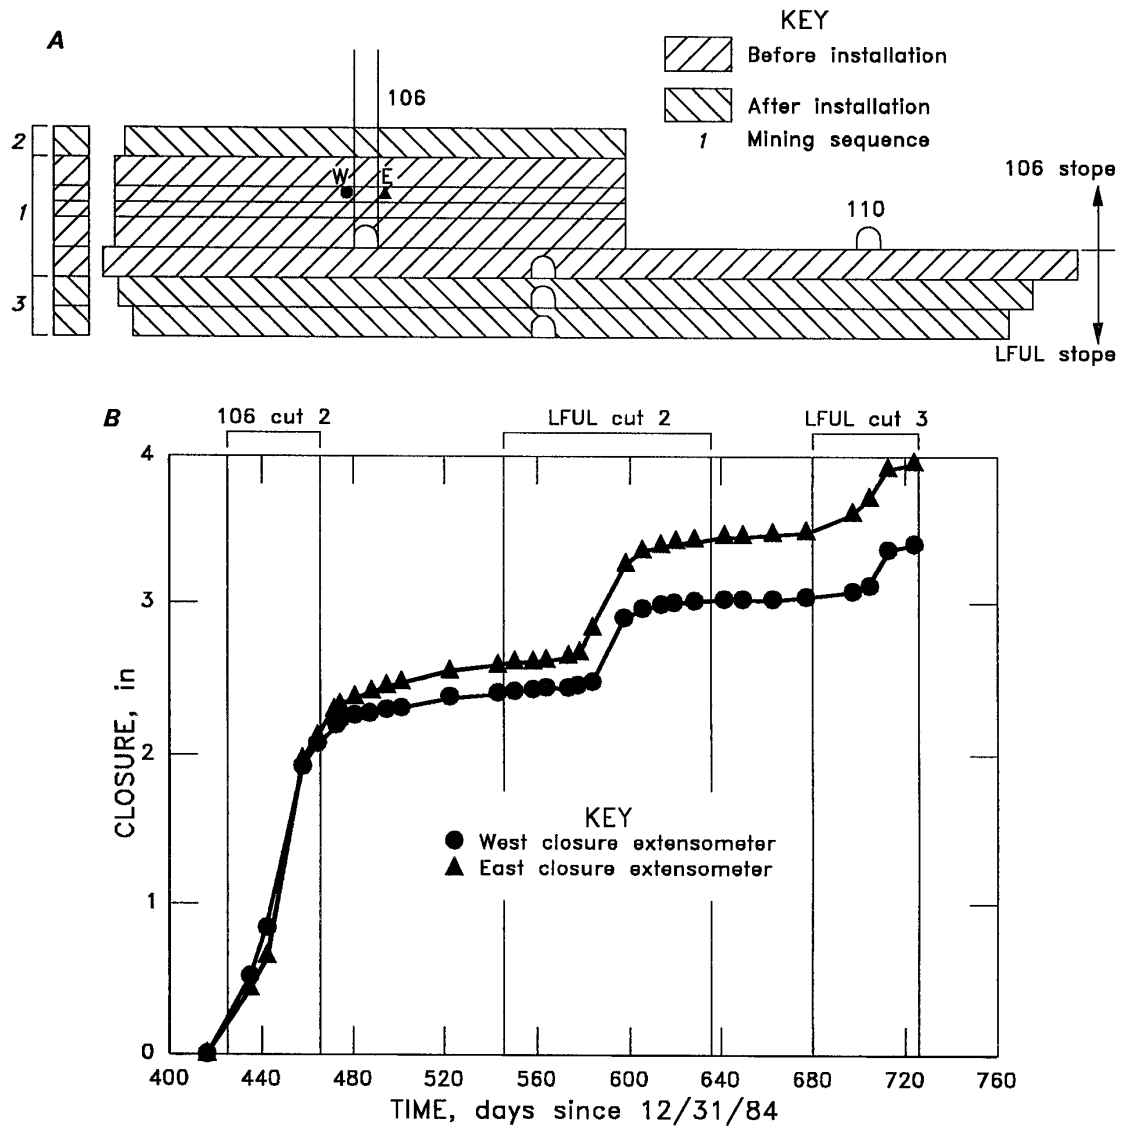 A
KEY
Before installation
After installation
1 Mining sequence
106
2
W E
1
3
106 stope
110
LFUL stope
B
106 cut 2
LFUL cut 2
LFUL cut 3
4
3
2
1
0
CLOSURE, in
KEY
West closure extensometer
East closure extensometer
400 440 480 520 560 600 640 680 720 760
TIME, days since 12/31/84